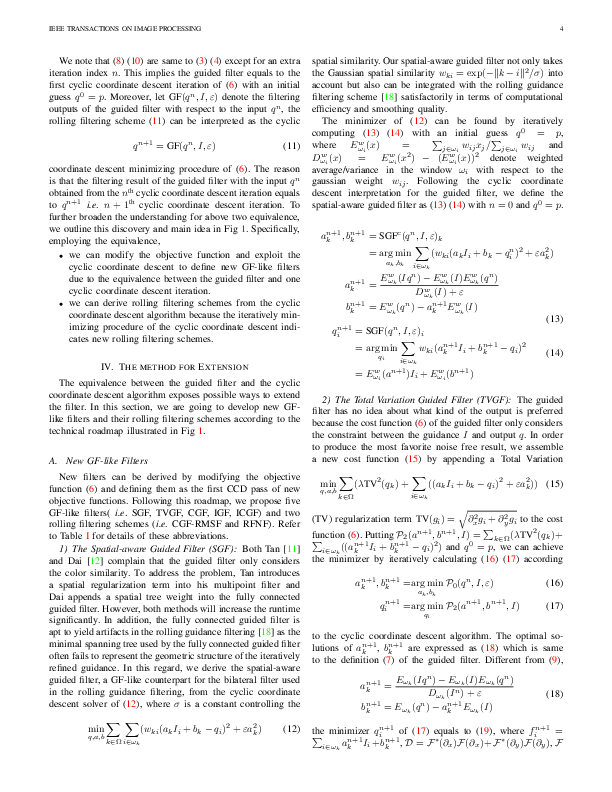 IEEE TRANSACTIONS ON IMAGE PROCESSING 4
We note that (8) (10) are same to (3) (4) except for an extra
iteration index n. This implies the guided filter equals to the
first cyclic coordinate descent iteration of (6) with an initial
guess q^0 = p. Moreover, let GF(q^n, I, ε) denote the filtering
outputs of the guided filter with respect to the input q^n, the
rolling filtering scheme (11) can be interpreted as the cyclic
q^{n+1} = GF(q^n, I, ε) (11)
coordinate descent minimizing procedure of (6). The reason
is that the filtering result of the guided filter with the input q^n
obtained from the n^th cyclic coordinate descent iteration equals
to q^{n+1} i.e. n + 1^th cyclic coordinate descent iteration. To
further broaden the understanding for above two equivalence,
we outline this discovery and main idea in Fig 1. Specifically,
employing the equivalence,
• we can modify the objective function and exploit the
cyclic coordinate descent to define new GF-like filters
due to the equivalence between the guided filter and one
cyclic coordinate descent iteration.
• we can derive rolling filtering schemes from the cyclic
coordinate descent algorithm because the iteratively min-
imizing procedure of the cyclic coordinate descent indi-
cates new rolling filtering schemes.
IV. THE METHOD FOR EXTENSION
The equivalence between the guided filter and the cyclic
coordinate descent algorithm exposes possible ways to extend
the filter. In this section, we are going to develop new GF-
like filters and their rolling filtering schemes according to the
technical roadmap illustrated in Fig 1.
A. New GF-like Filters
New filters can be derived by modifying the objective
function (6) and defining them as the first CCD pass of new
objective functions. Following this roadmap, we propose five
GF-like filters( i.e. SGF, TVGF, CGF, IGF, ICGF) and two
rolling filtering schemes (i.e. CGF-RMSF and RFNF). Refer
to Table I for details of these abbreviations.
1) The Spatial-aware Guided Filter (SGF): Both Tan [11]
and Dai [12] complain that the guided filter only considers
the color similarity. To address the problem, Tan introduces
a spatial regularization term into his multipoint filter and
Dai appends a spatial tree weight into the fully connected
guided filter. However, both methods will increase the runtime
significantly. In addition, the fully connected guided filter is
apt to yield artifacts in the rolling guidance filtering [18] as the
minimal spanning tree used by the fully connected guided filter
often fails to represent the geometric structure of the iteratively
refined guidance. In this regard, we derive the spatial-aware
guided filter, a GF-like counterpart for the bilateral filter used
in the rolling guidance filtering, from the cyclic coordinate
descent solver of (12), where σ is a constant controlling the
min_{q,a,b} ∑_{k∈Ω} ∑_{i∈ω_k} (w_{ki}(a_k I_i + b_k − q_i)^2 + εa_k^2) (12)
spatial similarity. Our spatial-aware guided filter not only takes
the Gaussian spatial similarity w_{ki} = exp(−‖k − i‖^2/σ) into
account but also can be integrated with the rolling guidance
filtering scheme [18] satisfactorily in terms of computational
efficiency and smoothing quality.
The minimizer of (12) can be found by iteratively
computing (13) (14) with an initial guess q^0 = p,
where E^w_{ω_i}(x) = ∑_{j∈ω_i} w_{ij}x_j/∑_{j∈ω_i} w_{ij} and
D^w_{ω_i}(x) = E^w_{ω_i}(x^2) − (E^w_{ω_i}(x))^2 denote weighted
average/variance in the window ω_i with respect to the
gaussian weight w_{ij}. Following the cyclic coordinate
descent interpretation for the guided filter, we define the
spatial-aware guided filter as (13) (14) with n = 0 and q^0 = p.
a_k^{n+1}, b_k^{n+1} = SGF^c(q^n, I, ε)_k
= arg min_{a_k,b_k} ∑_{i∈ω_k} (w_{ki}(a_k I_i + b_k − q_i^n)^2 + εa_k^2)
a_k^{n+1} = (E^w_{ω_k}(Iq^n) − E^w_{ω_k}(I)E^w_{ω_k}(q^n)) / (D^w_{ω_k}(I) + ε)
b_k^{n+1} = E^w_{ω_k}(q^n) − a_k^{n+1}E^w_{ω_k}(I)
(13)
q_i^{n+1} = SGF(q^n, I, ε)_i
= arg min_{q_i} ∑_{i∈ω_k} w_{ki}(a_k^{n+1}I_i + b_k^{n+1} − q_i)^2 (14)
= E^w_{ω_i}(a^{n+1})I_i + E^w_{ω_i}(b^{n+1})
2) The Total Variation Guided Filter (TVGF): The guided
filter has no idea about what kind of the output is preferred
because the cost function (6) of the guided filter only considers
the constraint between the guidance I and output q. In order
to produce the most favorite noise free result, we assemble
a new cost function (15) by appending a Total Variation
min_{q,a,b} ∑_{k∈Ω} (λTV^2(q_k) + ∑_{i∈ω_k} ((a_k I_i + b_k − q_i)^2 + εa_k^2)) (15)
(TV) regularization term TV(q_i) = √(∂_x^2 q_i + ∂_y^2 q_i) to the cost
function (6). Putting P_2(a^{n+1}, b^{n+1}, I) = ∑_{k∈Ω}(λTV^2(q_k)+
∑_{i∈ω_k}((a_k^{n+1}I_i + b_k^{n+1} − q_i)^2) and q^0 = p, we can achieve
the minimizer by iteratively calculating (16) (17) according
a_k^{n+1}, b_k^{n+1} = arg min_{a_k,b_k} P_0(q^n, I, ε) (16)
q_i^{n+1} = arg min_{q_i} P_2(a^{n+1}, b^{n+1}, I) (17)
to the cyclic coordinate descent algorithm. The optimal so-
lutions of a_k^{n+1}, b_k^{n+1} are expressed as (18) which is same
to the definition (7) of the guided filter. Different from (9),
a_k^{n+1} = (E_{ω_k}(Iq^n) − E_{ω_k}(I)E_{ω_k}(q^n)) / (D_{ω_k}(I^n) + ε)
b_k^{n+1} = E_{ω_k}(q^n) − a_k^{n+1}E_{ω_k}(I)
(18)
the minimizer q_i^{n+1} of (17) equals to (19), where f_i^{n+1} =
∑_{i∈ω_k} a_k^{n+1}I_i+b_k^{n+1}, D = F*(∂x)F(∂x)+F*(∂y)F(∂y), F